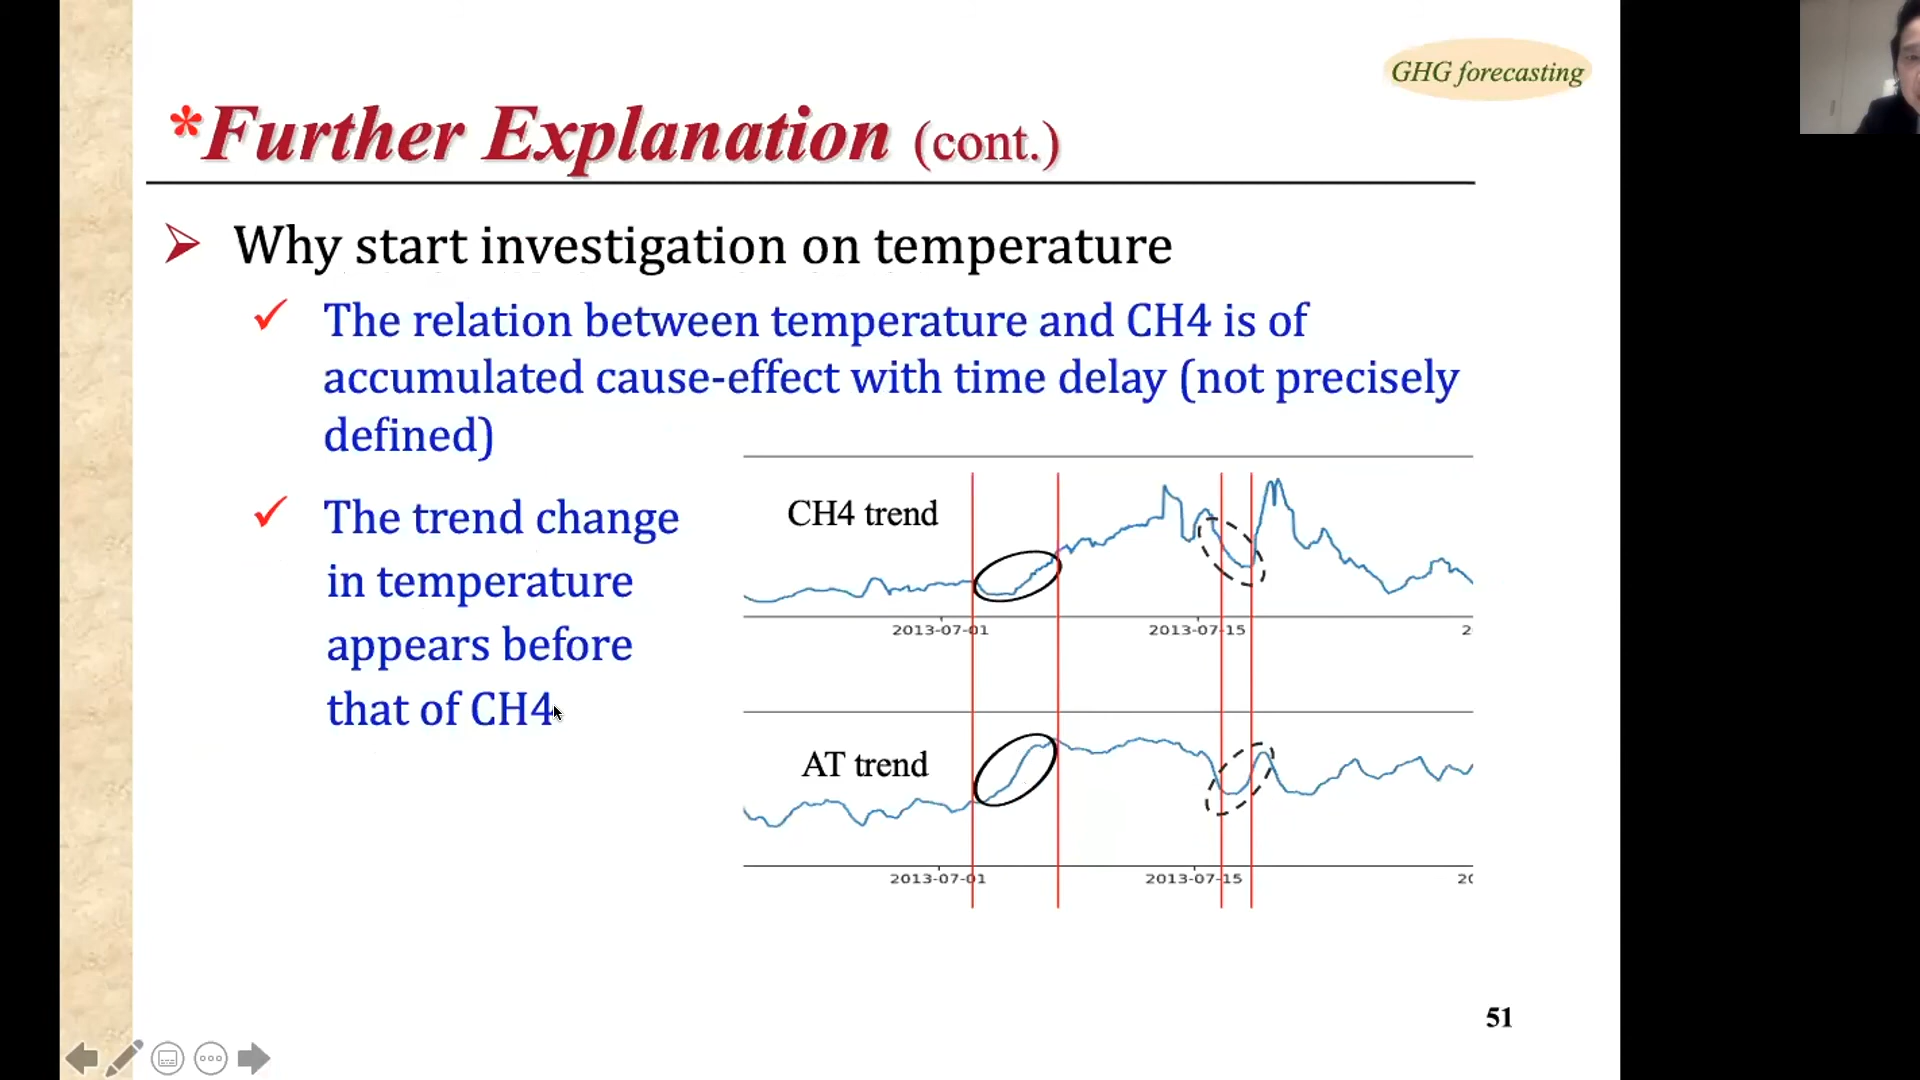 GHG forecasting
*Further Explanation (cont.)
Why start investigation on temperature
The relation between temperature and CH4 is of
accumulated cause-effect with time delay (not precisely
defined)
The trend change
in temperature
appears before
that of CH4
CH4 trend
2013-07-01 2013-07-15 2
AT trend
2013-07-01 2013-07-15 20
51